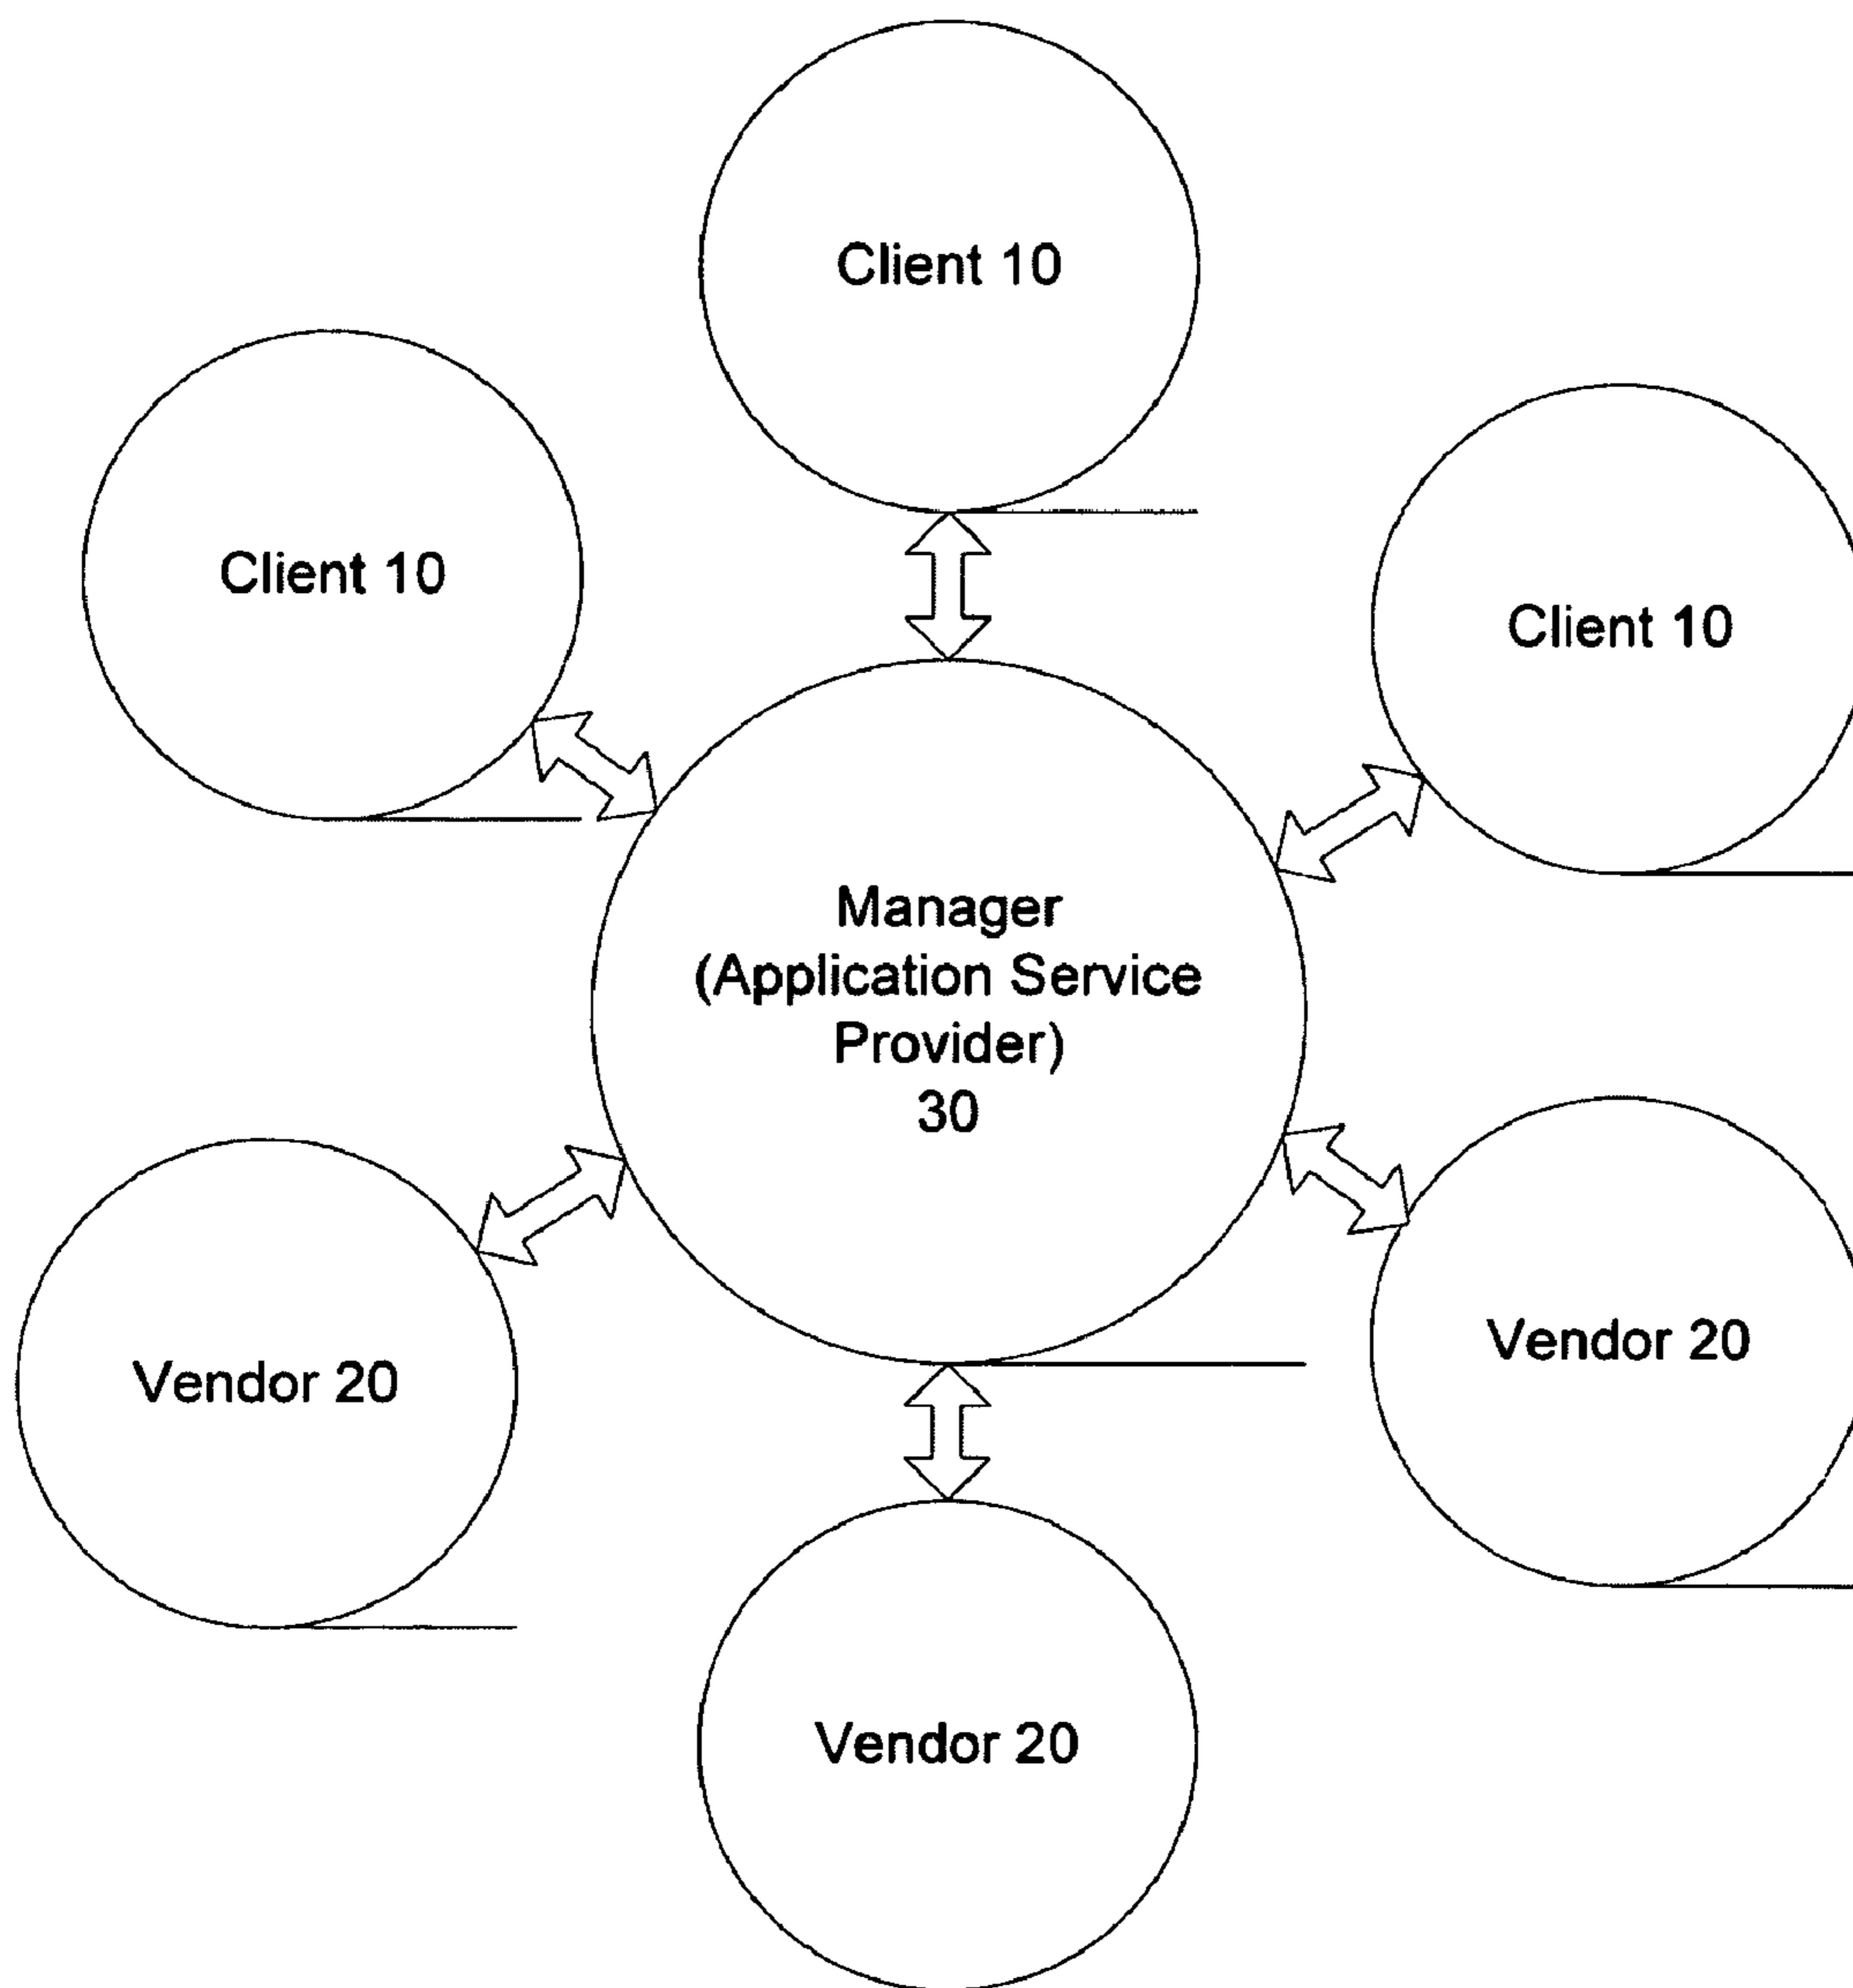 Client 10
Client 10
Client 10
Manager
(Application Service
Provider)
30
Vendor 20
Vendor 20
Vendor 20